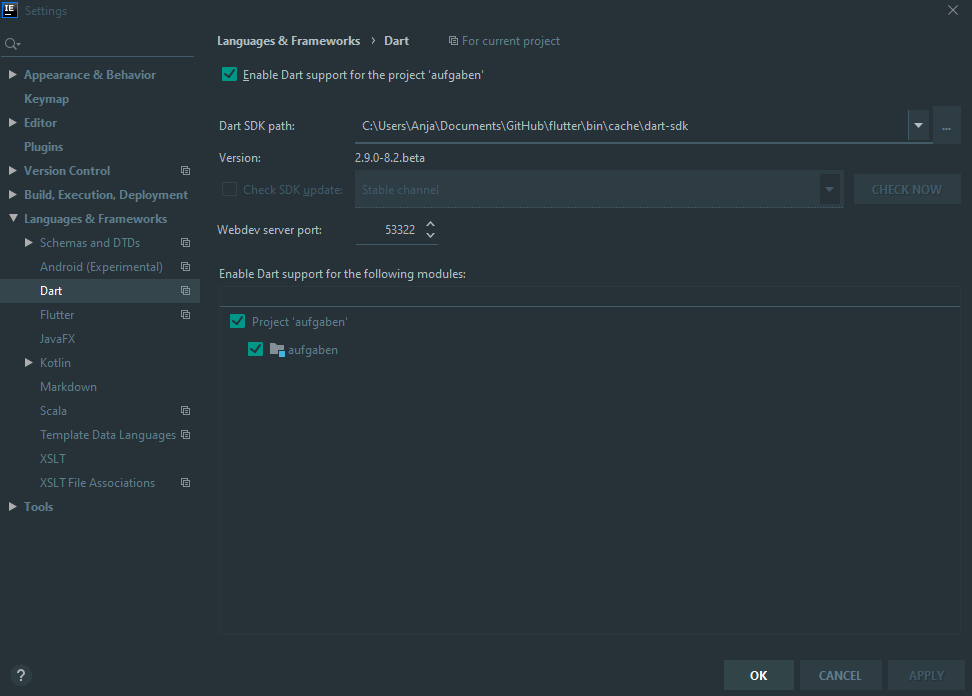 IE Settings
Languages & Frameworks › Dart For current project
Appearance & Behavior
Enable Dart support for the project 'aufgaben'
Keymap
Editor
Dart SDK path: C:\Users\Anja\Documents\GitHub\flutter\bin\cache\dart-sdk ...
Plugins
Version: 2.9.0-8.2.beta
Version Control
Check SDK update: Stable channel CHECK NOW
Build, Execution, Deployment
Languages & Frameworks
Webdev server port: 53322
Schemas and DTDs
Android (Experimental)
Enable Dart support for the following modules:
Dart
Flutter
Project 'aufgaben'
JavaFX
aufgaben
Kotlin
Markdown
Scala
Template Data Languages
XSLT
XSLT File Associations
Tools
? OK CANCEL APPLY